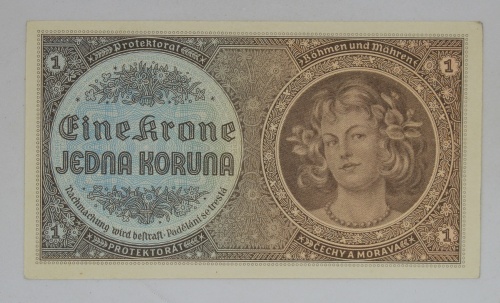 1 Protektorat Böhmen und Mähren 1
Eine Krone
JEDNA KORUNA
Nachmachung wird bestraft · Padělání se trestá
1 PROTEKTORÁT ČECHY A MORAVA 1